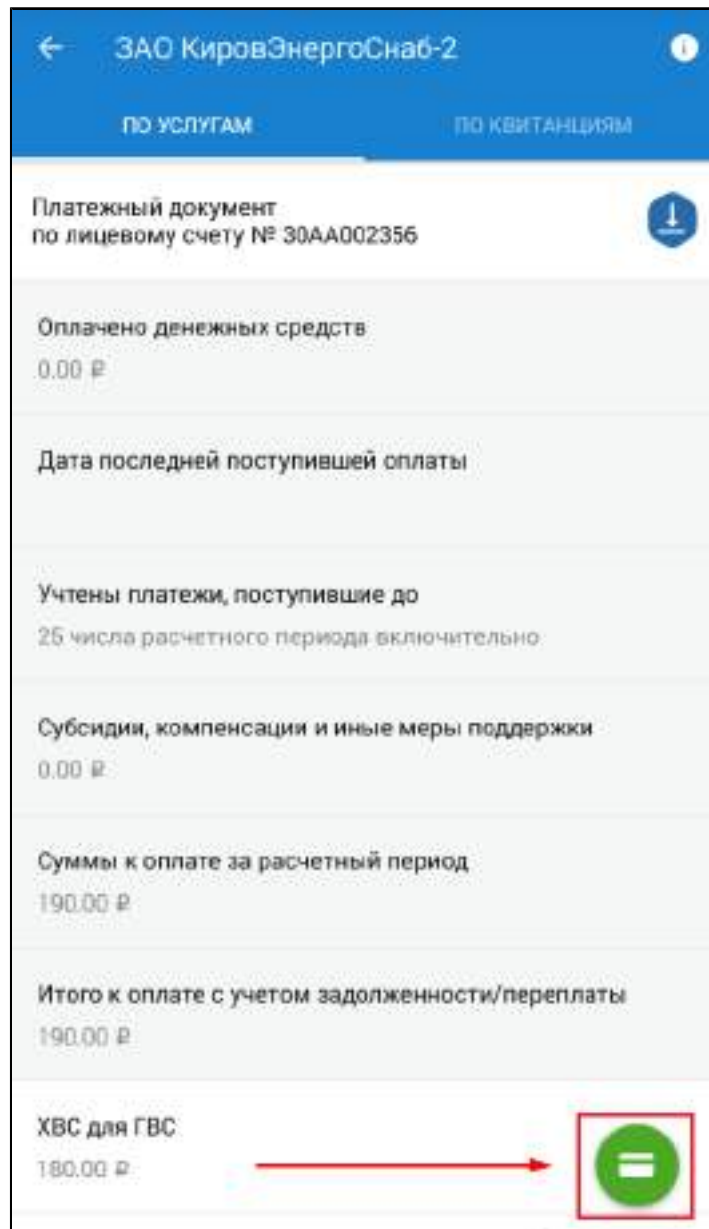 ЗАО КировЭнергоСнаб-2
ПО УСЛУГАМ
ПО КВИТАНЦИЯМ
Платежный документ
по лицевому счету № 30АА002356
Оплачено денежных средств
0.00 ₽
Дата последней поступившей оплаты
Учтены платежи, поступившие до
25 числа расчетного периода включительно
Субсидии, компенсации и иные меры поддержки
0.00 ₽
Суммы к оплате за расчетный период
190.00 ₽
Итого к оплате с учетом задолженности/переплаты
190.00 ₽
ХВС для ГВС
180.00 ₽